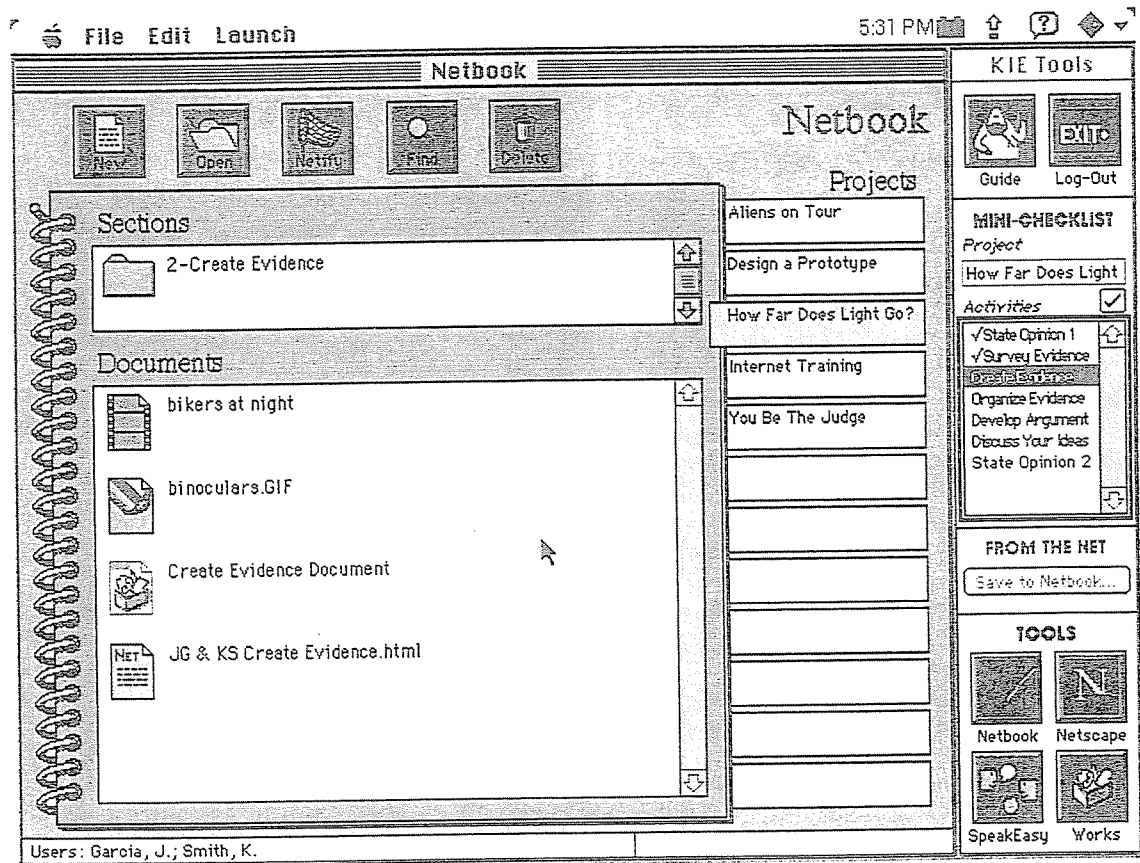 File Edit Launch
5:31 PM
Netbook
New
Open
Netify
Find
Delete
Netbook
Projects
Sections
2-Create Evidence
Documents
bikers at night
binoculars.GIF
Create Evidence Document
NET
JG & KS Create Evidence.html
Aliens on Tour
Design a Prototype
How Far Does Light Go?
Internet Training
You Be The Judge
Users: Garcia, J.; Smith, K.
KIE Tools
EXIT
Guide
Log-Out
MINI-CHECKLIST
Project
How Far Does Light
Activities
√State Opinion 1
√Survey Evidence
Create Evidence
Organize Evidence
Develop Argument
Discuss Your Ideas
State Opinion 2
FROM THE NET
Save to Netbook...
TOOLS
N
Netbook
Netscape
SpeakEasy
Works